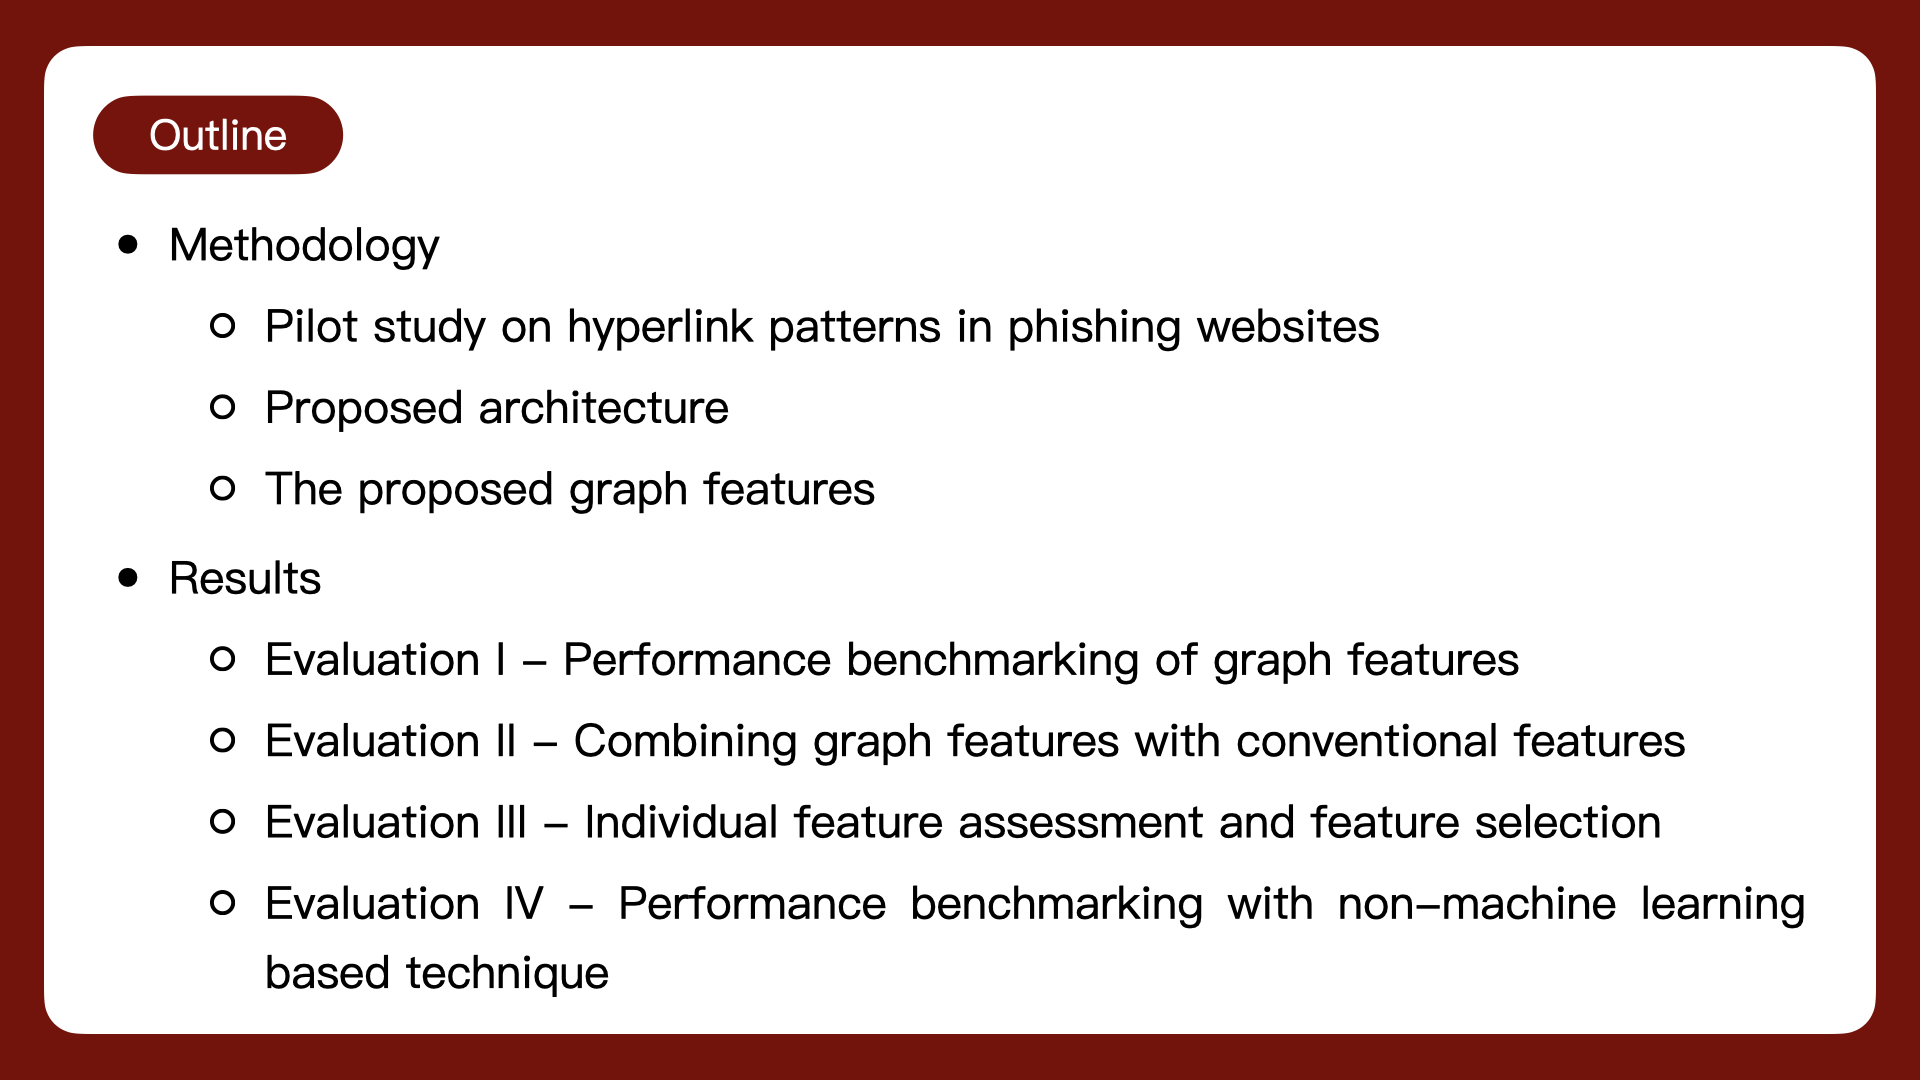 Outline
• Methodology
○ Pilot study on hyperlink patterns in phishing websites
○ Proposed architecture
○ The proposed graph features
• Results
○ Evaluation I – Performance benchmarking of graph features
○ Evaluation II – Combining graph features with conventional features
○ Evaluation III – Individual feature assessment and feature selection
○ Evaluation IV – Performance benchmarking with non-machine learning
based technique